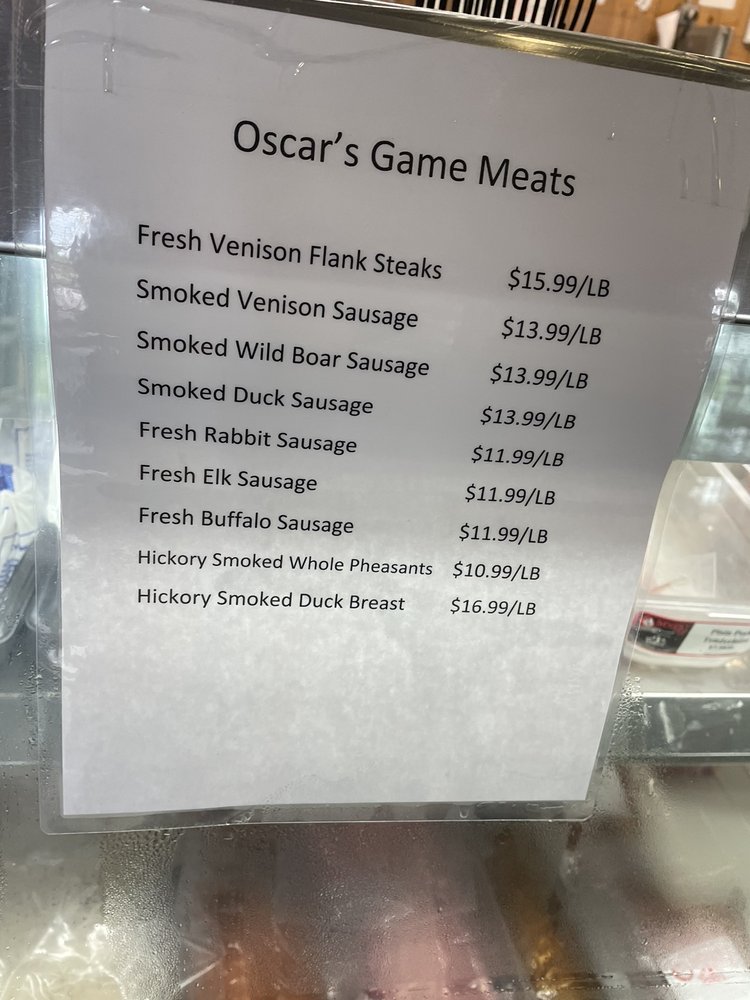 Oscar's Game Meats
Fresh Venison Flank Steaks $15.99/LB
Smoked Venison Sausage $13.99/LB
Smoked Wild Boar Sausage $13.99/LB
Smoked Duck Sausage $13.99/LB
Fresh Rabbit Sausage $11.99/LB
Fresh Elk Sausage $11.99/LB
Fresh Buffalo Sausage $11.99/LB
Hickory Smoked Whole Pheasants $10.99/LB
Hickory Smoked Duck Breast $16.99/LB